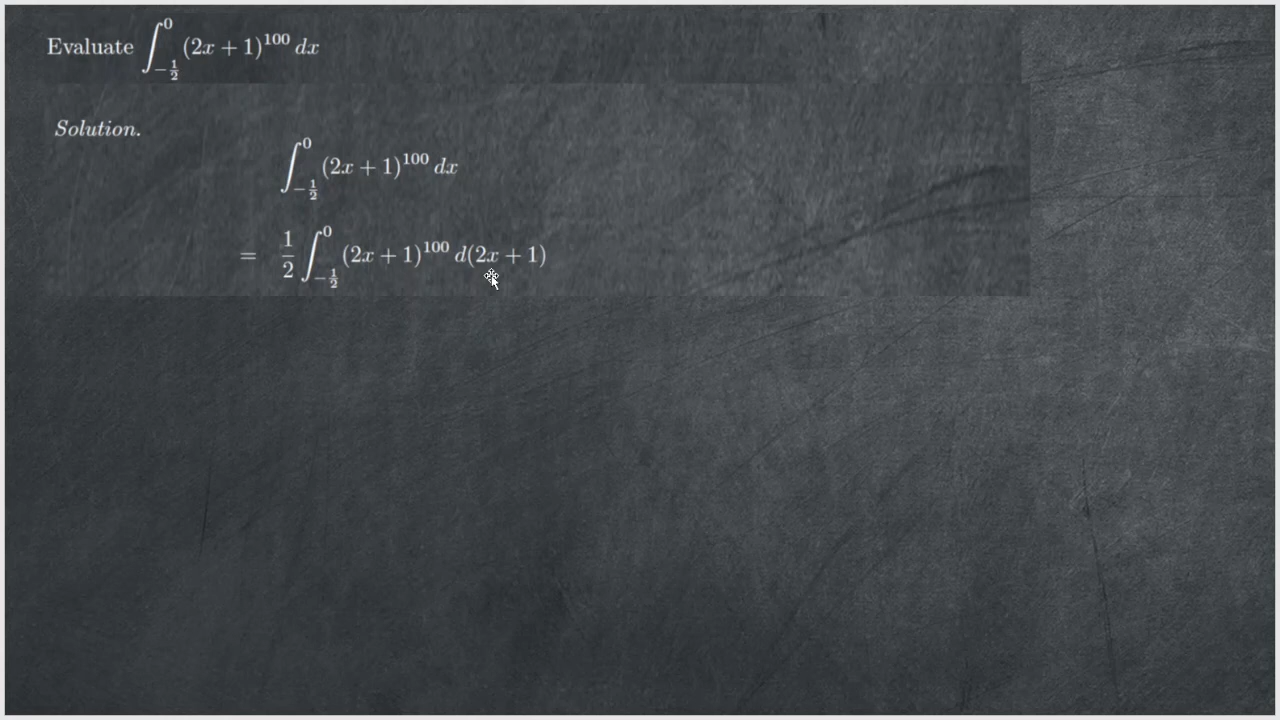 Evaluate ∫_{-1/2}^{0} (2x + 1)^{100} dx
Solution.
∫_{-1/2}^{0} (2x + 1)^{100} dx
= 1/2 ∫_{-1/2}^{0} (2x + 1)^{100} d(2x + 1)